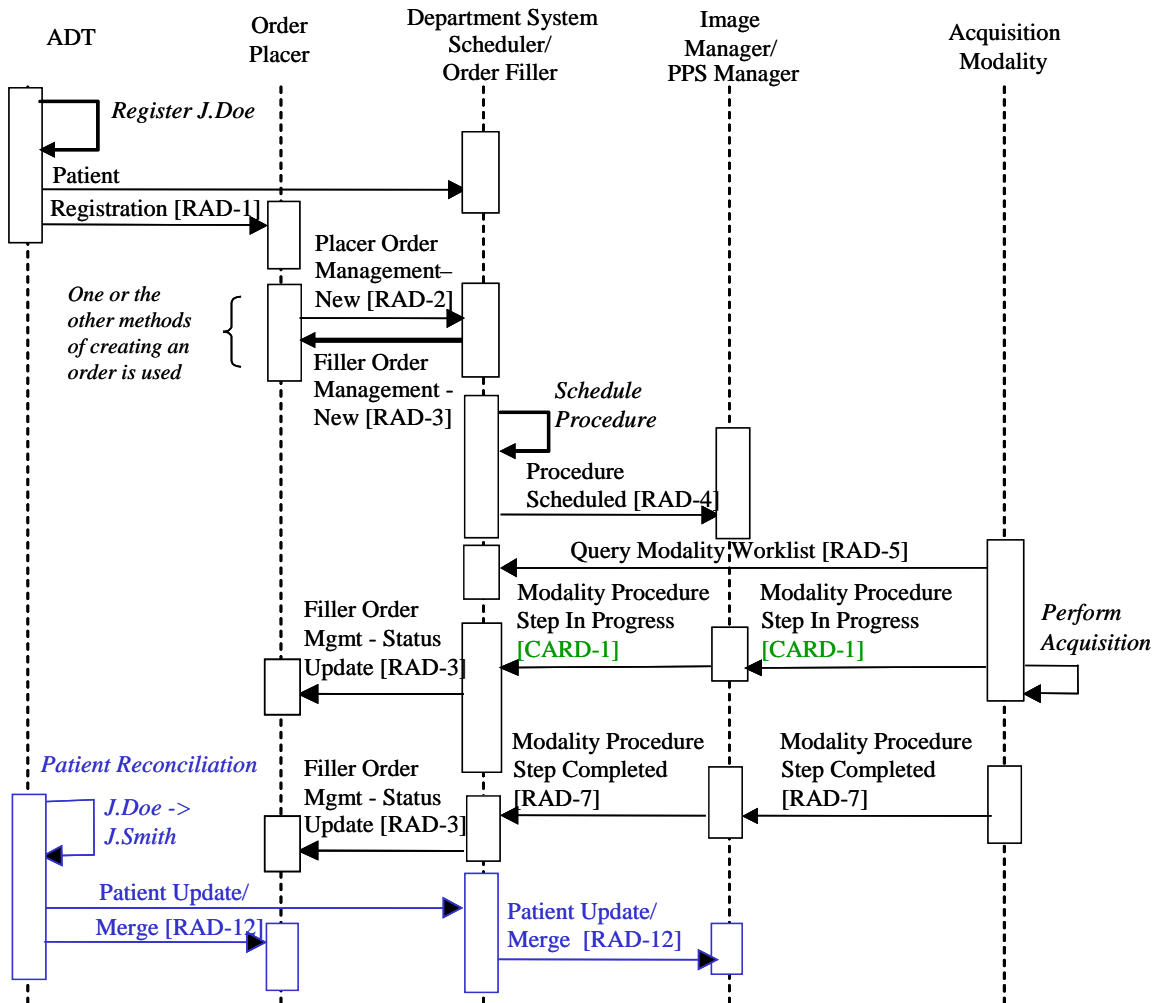 ADT
Order
Placer
Department System
Scheduler/
Order Filler
Image
Manager/
PPS Manager
Acquisition
Modality
Register J.Doe
Patient
Registration [RAD-1]
Placer Order
Management–
New [RAD-2]
One or the
other methods
of creating an
order is used
Filler Order
Management -
New [RAD-3]
Schedule
Procedure
Procedure
Scheduled [RAD-4]
Query Modality Worklist [RAD-5]
Modality Procedure
Step In Progress
[CARD-1]
Modality Procedure
Step In Progress
[CARD-1]
Perform
Acquisition
Filler Order
Mgmt - Status
Update [RAD-3]
Modality Procedure
Step Completed
[RAD-7]
Modality Procedure
Step Completed
[RAD-7]
Filler Order
Mgmt - Status
Update [RAD-3]
Patient Reconciliation
J.Doe ->
J.Smith
Patient Update/
Merge [RAD-12]
Patient Update/
Merge [RAD-12]